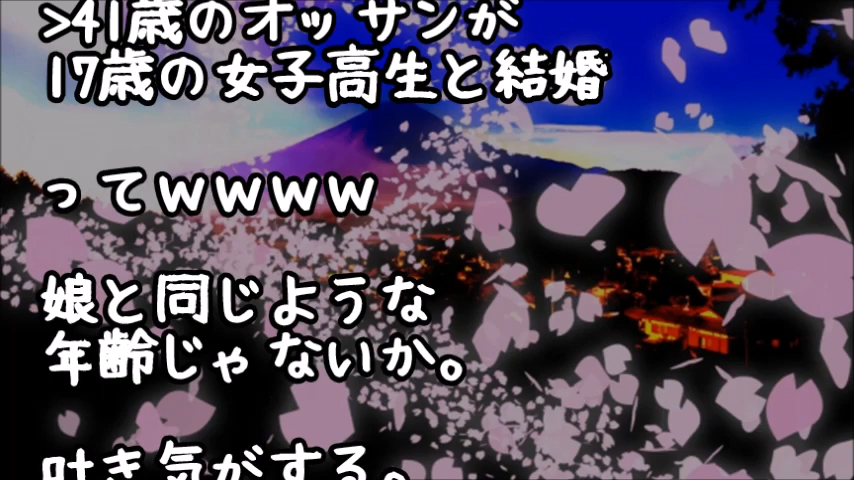 >41歳のオッサンが
17歳の女子高生と結婚
ってｗｗｗｗ
娘と同じような
年齢じゃないか。
吐き気がする。